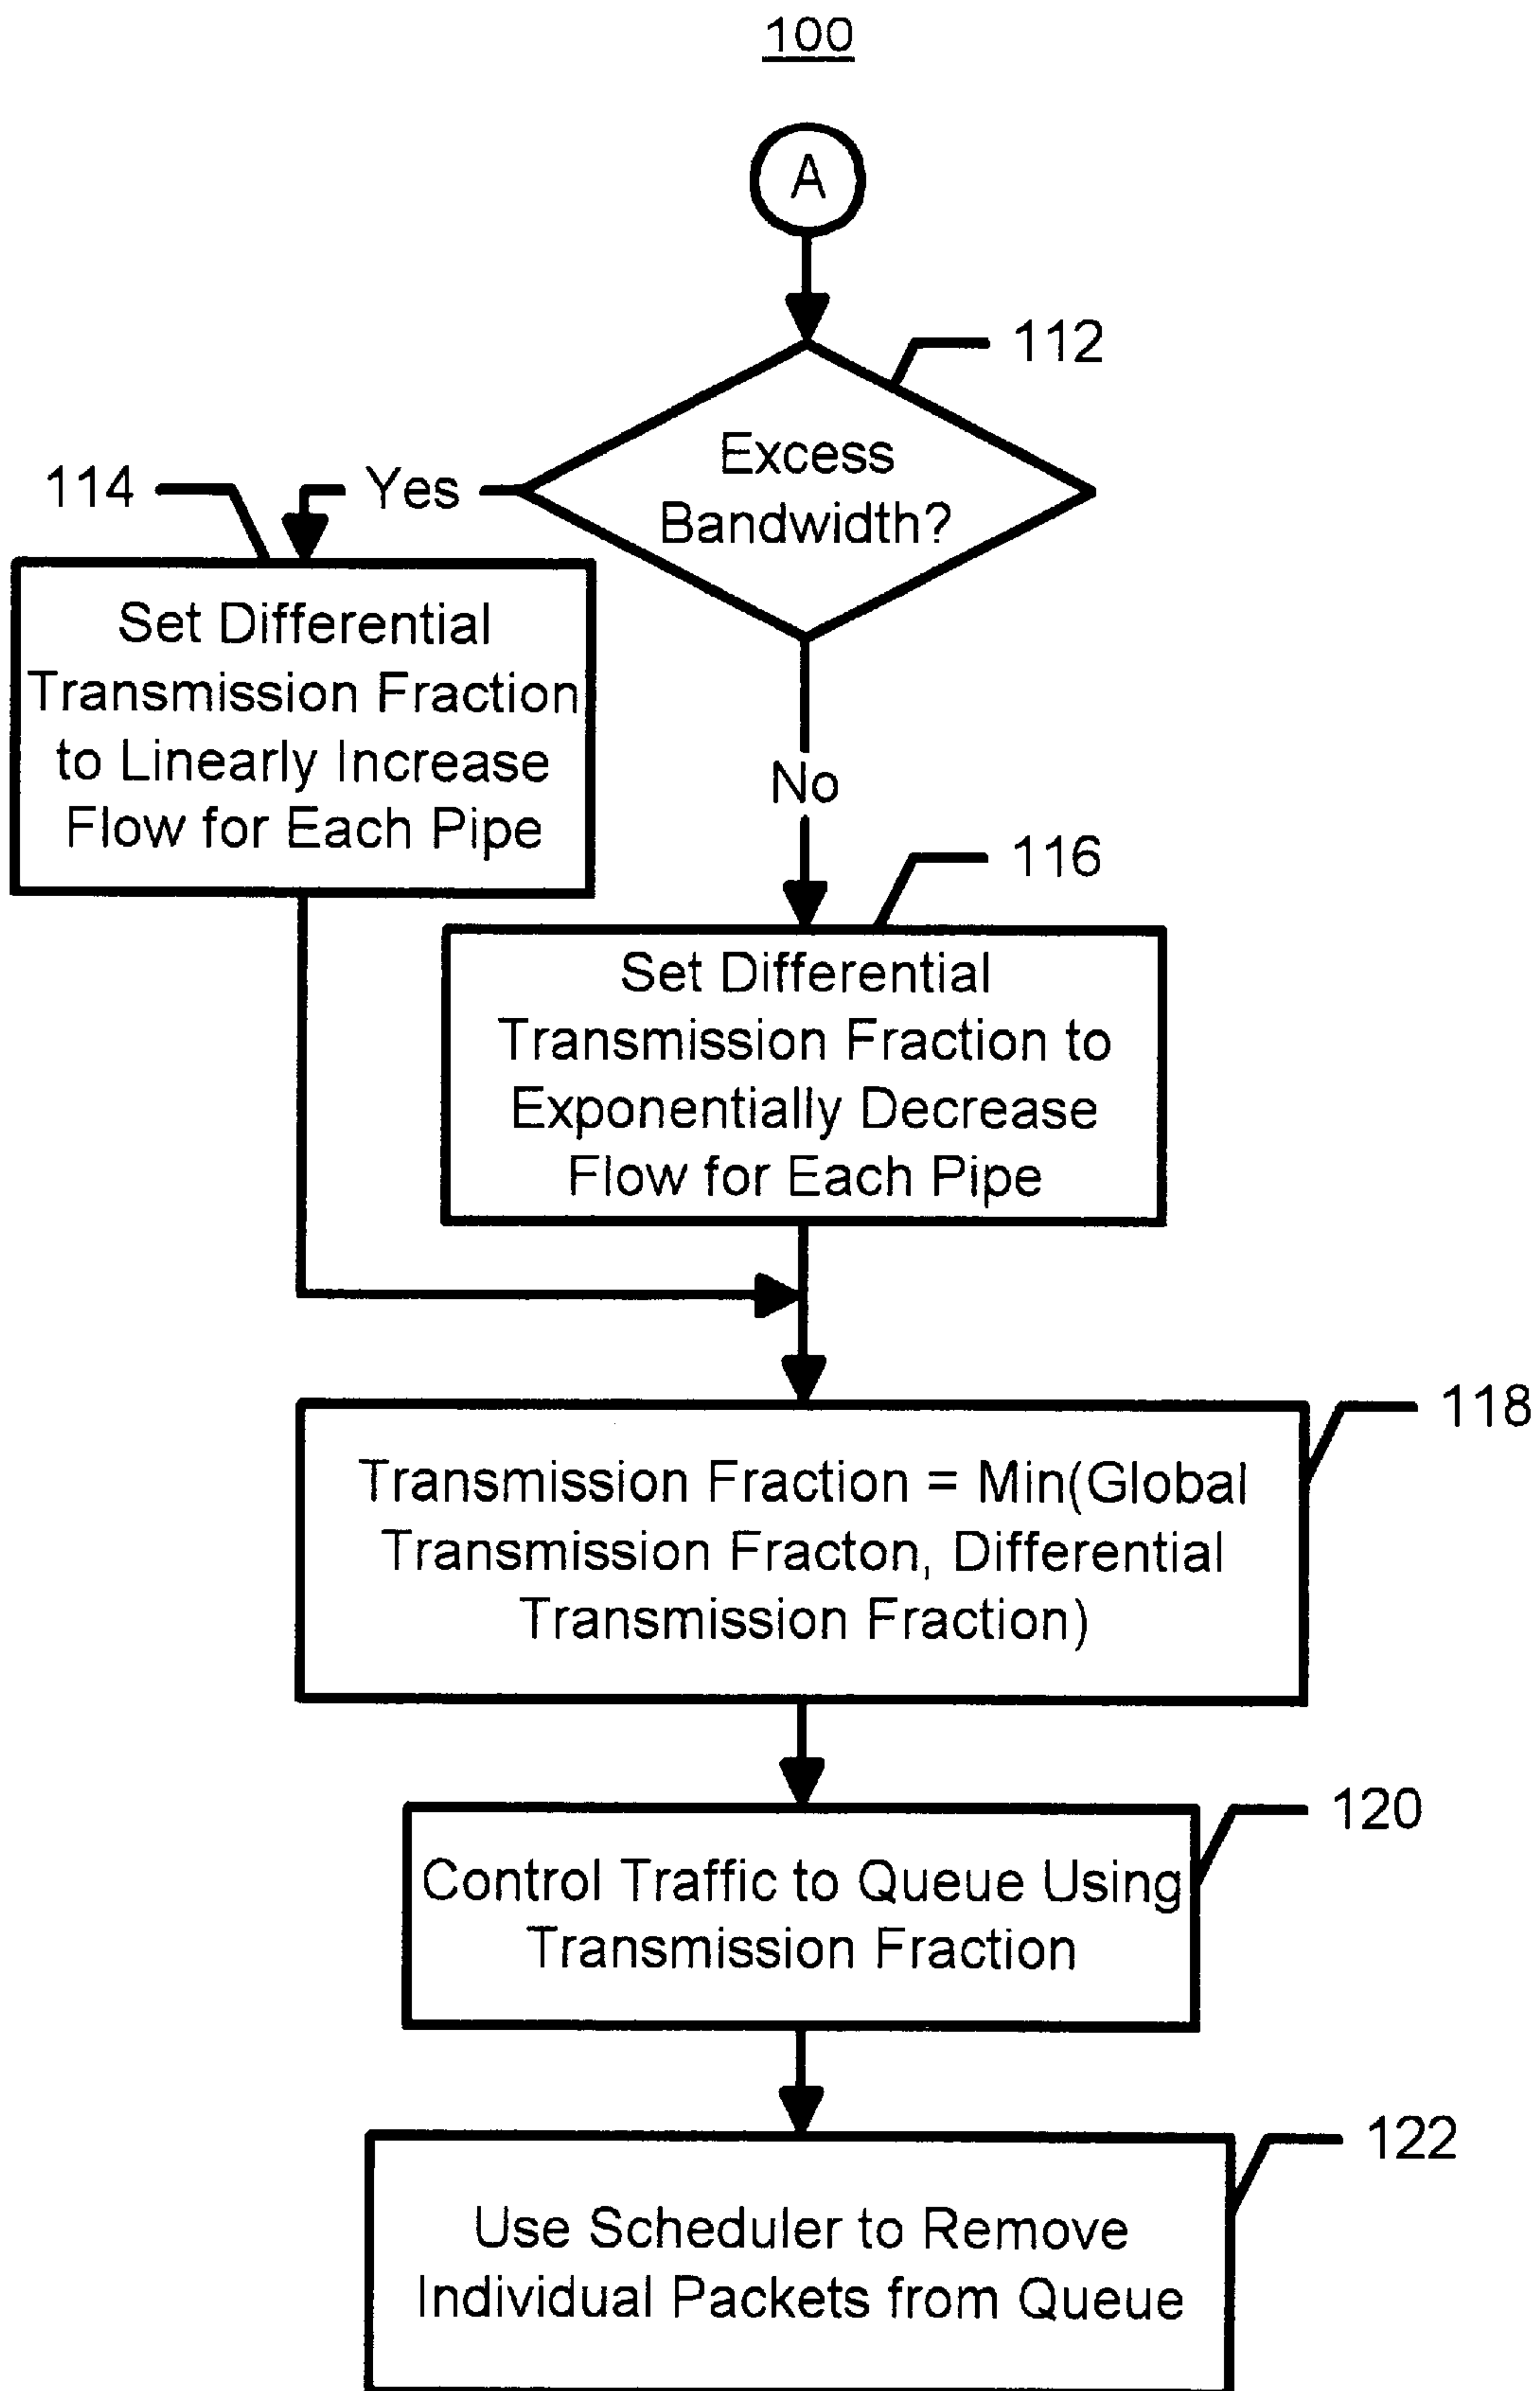 100
A
112
Excess
Bandwidth?
Yes
114
Set Differential
Transmission Fraction
to Linearly Increase
Flow for Each Pipe
No
116
Set Differential
Transmission Fraction to
Exponentially Decrease
Flow for Each Pipe
118
Transmission Fraction = Min(Global
Transmission Fracton, Differential
Transmission Fraction)
120
Control Traffic to Queue Using
Transmission Fraction
122
Use Scheduler to Remove
Individual Packets from Queue